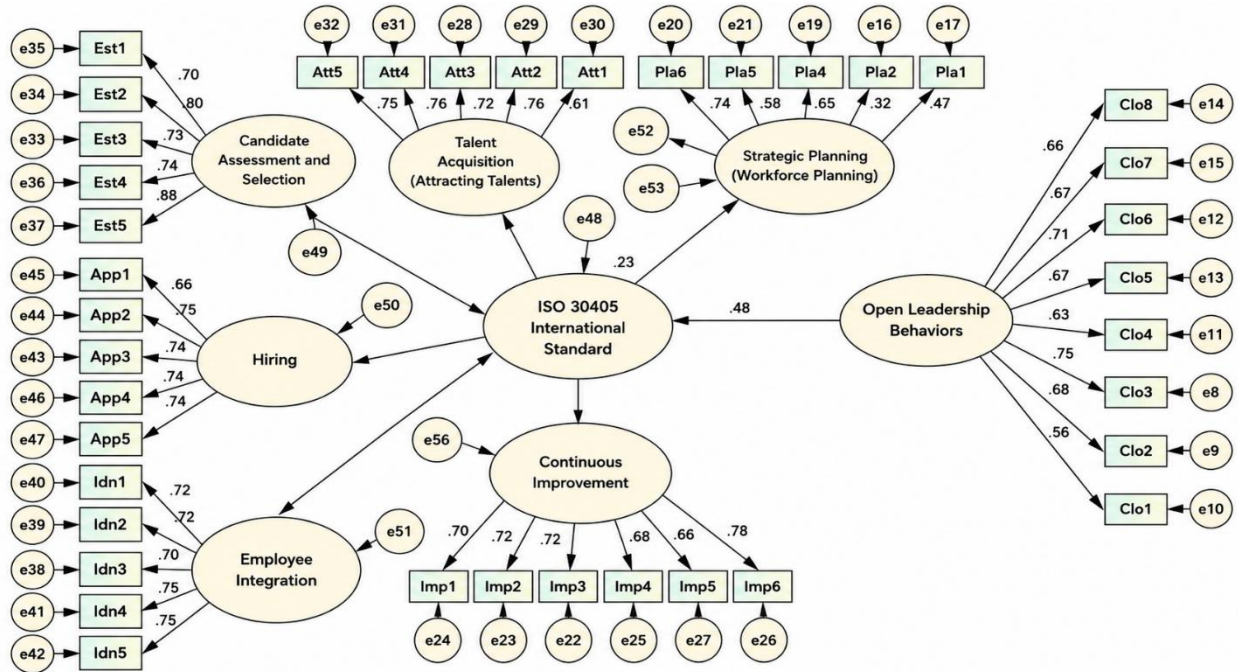 e32
e31
e28
e29
e30
e20
e21
e19
e16
e17
Att5
Att4
Att3
Att2
Att1
Pla6
Pla5
Pla4
Pla2
Pla1
.75
.76
.72
.76
.61
.74
.58
.65
.32
.47
e35
Est1
e34
Est2
e33
Est3
e36
Est4
e37
Est5
.70
.80
.73
.74
.88
Candidate
Assessment and
Selection
Talent
Acquisition
(Attracting Talents)
e52
e53
Strategic Planning
(Workforce Planning)
e49
e48
.23
e45
App1
e44
App2
e43
App3
e46
App4
e47
App5
.66
.75
.74
.74
.74
Hiring
e50
ISO 30405
International
Standard
.48
Open Leadership
Behaviors
.66
.67
.71
.67
.63
.75
.68
.56
Clo8
e14
Clo7
e15
Clo6
e12
Clo5
e13
Clo4
e11
Clo3
e8
Clo2
e9
Clo1
e10
e40
Idn1
e39
Idn2
e38
Idn3
e41
Idn4
e42
Idn5
.72
.72
.70
.75
.75
Employee
Integration
e51
e56
Continuous
Improvement
.70
.72
.72
.68
.66
.78
Imp1
Imp2
Imp3
Imp4
Imp5
Imp6
e24
e23
e22
e25
e27
e26